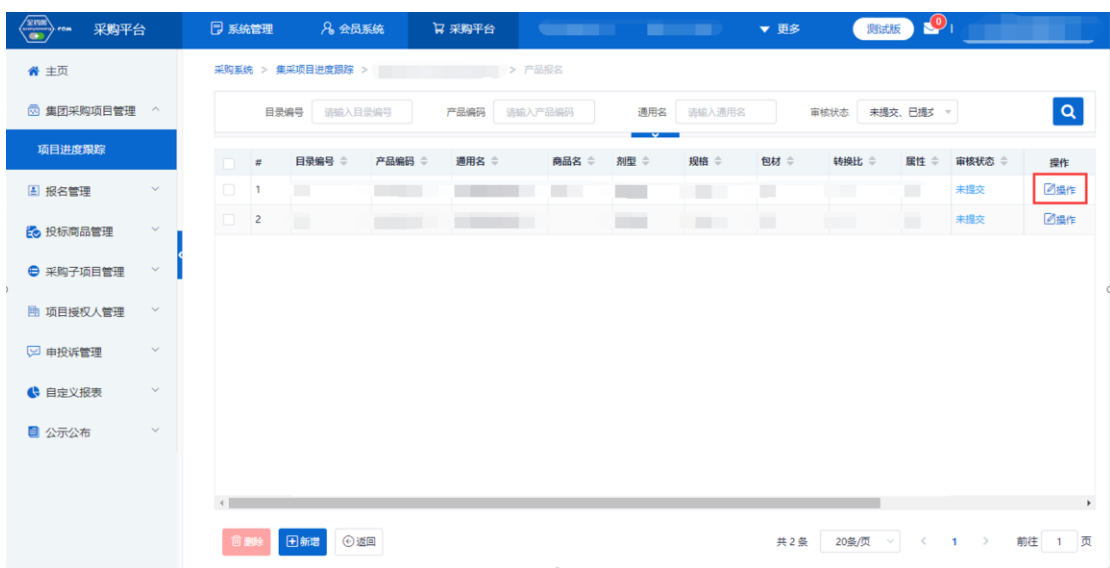 采购平台 系统管理 会员系统 采购平台 更多 测试版 0
主页
集团采购项目管理
项目进度跟踪
报名管理
投标商品管理
采购子项目管理
项目授权人管理
申投诉管理
自定义报表
公示公布
采购系统 > 集采项目进度跟踪 > > 产品报名
目录编号 请输入目录编号 产品编码 请输入产品编码 通用名 请输入通用名 审核状态 未提交、已提交
# 目录编号 产品编码 通用名 商品名 剂型 规格 包材 转换比 属性 审核状态 操作
1 未提交 操作
2 未提交 操作
删除 新增 返回 共 2 条 20条/页 < 1 > 前往 1 页